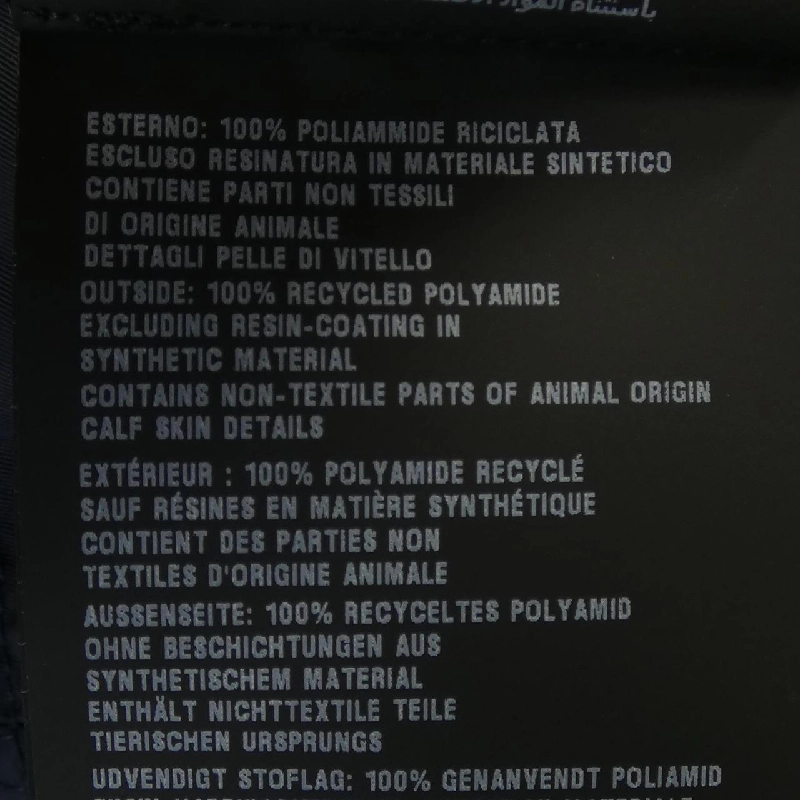 باستثناء المواد
ESTERNO: 100% POLIAMMIDE RICICLATA
ESCLUSO RESINATURA IN MATERIALE SINTETICO
CONTIENE PARTI NON TESSILI
DI ORIGINE ANIMALE
DETTAGLI PELLE DI VITELLO
OUTSIDE: 100% RECYCLED POLYAMIDE
EXCLUDING RESIN-COATING IN
SYNTHETIC MATERIAL
CONTAINS NON-TEXTILE PARTS OF ANIMAL ORIGIN
CALF SKIN DETAILS
EXTÉRIEUR : 100% POLYAMIDE RECYCLÉ
SAUF RÉSINES EN MATIÈRE SYNTHÉTIQUE
CONTIENT DES PARTIES NON
TEXTILES D'ORIGINE ANIMALE
AUSSENSEITE: 100% RECYCELTES POLYAMID
OHNE BESCHICHTUNGEN AUS
SYNTHETISCHEM MATERIAL
ENTHÄLT NICHTTEXTILE TEILE
TIERISCHEN URSPRUNGS
UDVENDIGT STOFLAG: 100% GENANVENDT POLIAMID